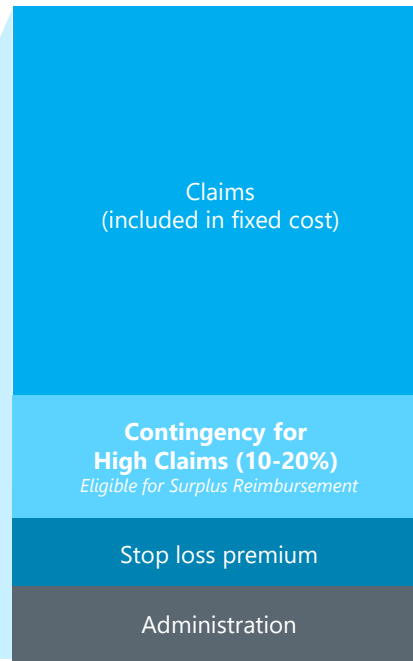 Claims
(included in fixed cost)
Contingency for
High Claims (10-20%)
Eligible for Surplus Reimbursement
Stop loss premium
Administration